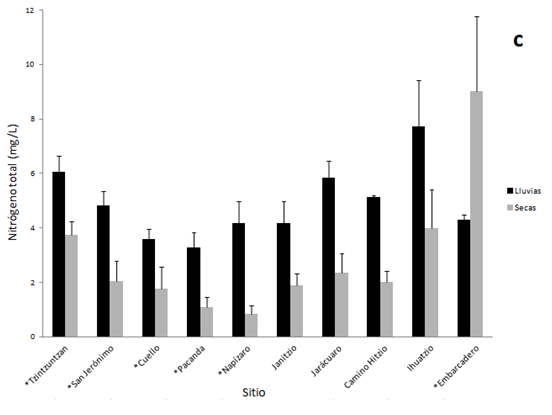 12
10
8
6
4
2
0
Nitrógeno total (mg/L)
C
Lluvias
Secas
*Tzintzuntzan
*San Jerónimo
*Cuello
*Pacanda
*Napízaro
Janitzio
Jarácuaro
Camino Hitzio
Ihuatzio
*Embarcadero
Sitio